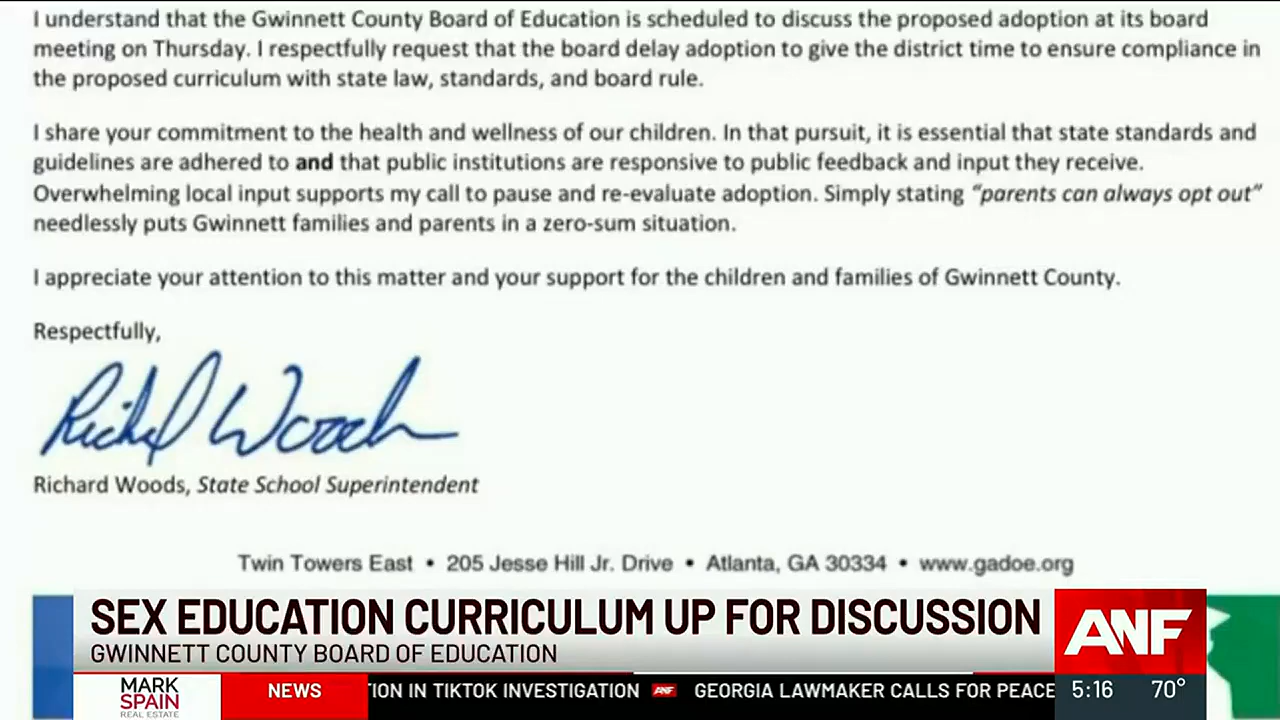 I understand that the Gwinnett County Board of Education is scheduled to discuss the proposed adoption at its board
meeting on Thursday. I respectfully request that the board delay adoption to give the district time to ensure compliance in
the proposed curriculum with state law, standards, and board rule.
I share your commitment to the health and wellness of our children. In that pursuit, it is essential that state standards and
guidelines are adhered to and that public institutions are responsive to public feedback and input they receive.
Overwhelming local input supports my call to pause and re-evaluate adoption. Simply stating “parents can always opt out”
needlessly puts Gwinnett families and parents in a zero-sum situation.
I appreciate your attention to this matter and your support for the children and families of Gwinnett County.
Respectfully,
Richard Woods
Richard Woods, State School Superintendent
Twin Towers East • 205 Jesse Hill Jr. Drive • Atlanta, GA 30334 • www.gadoe.org
SEX EDUCATION CURRICULUM UP FOR DISCUSSION
GWINNETT COUNTY BOARD OF EDUCATION
ANF
MARK
SPAIN
REAL ESTATE
NEWS
TION IN TIKTOK INVESTIGATION ANF GEORGIA LAWMAKER CALLS FOR PEACE
5:16 70°